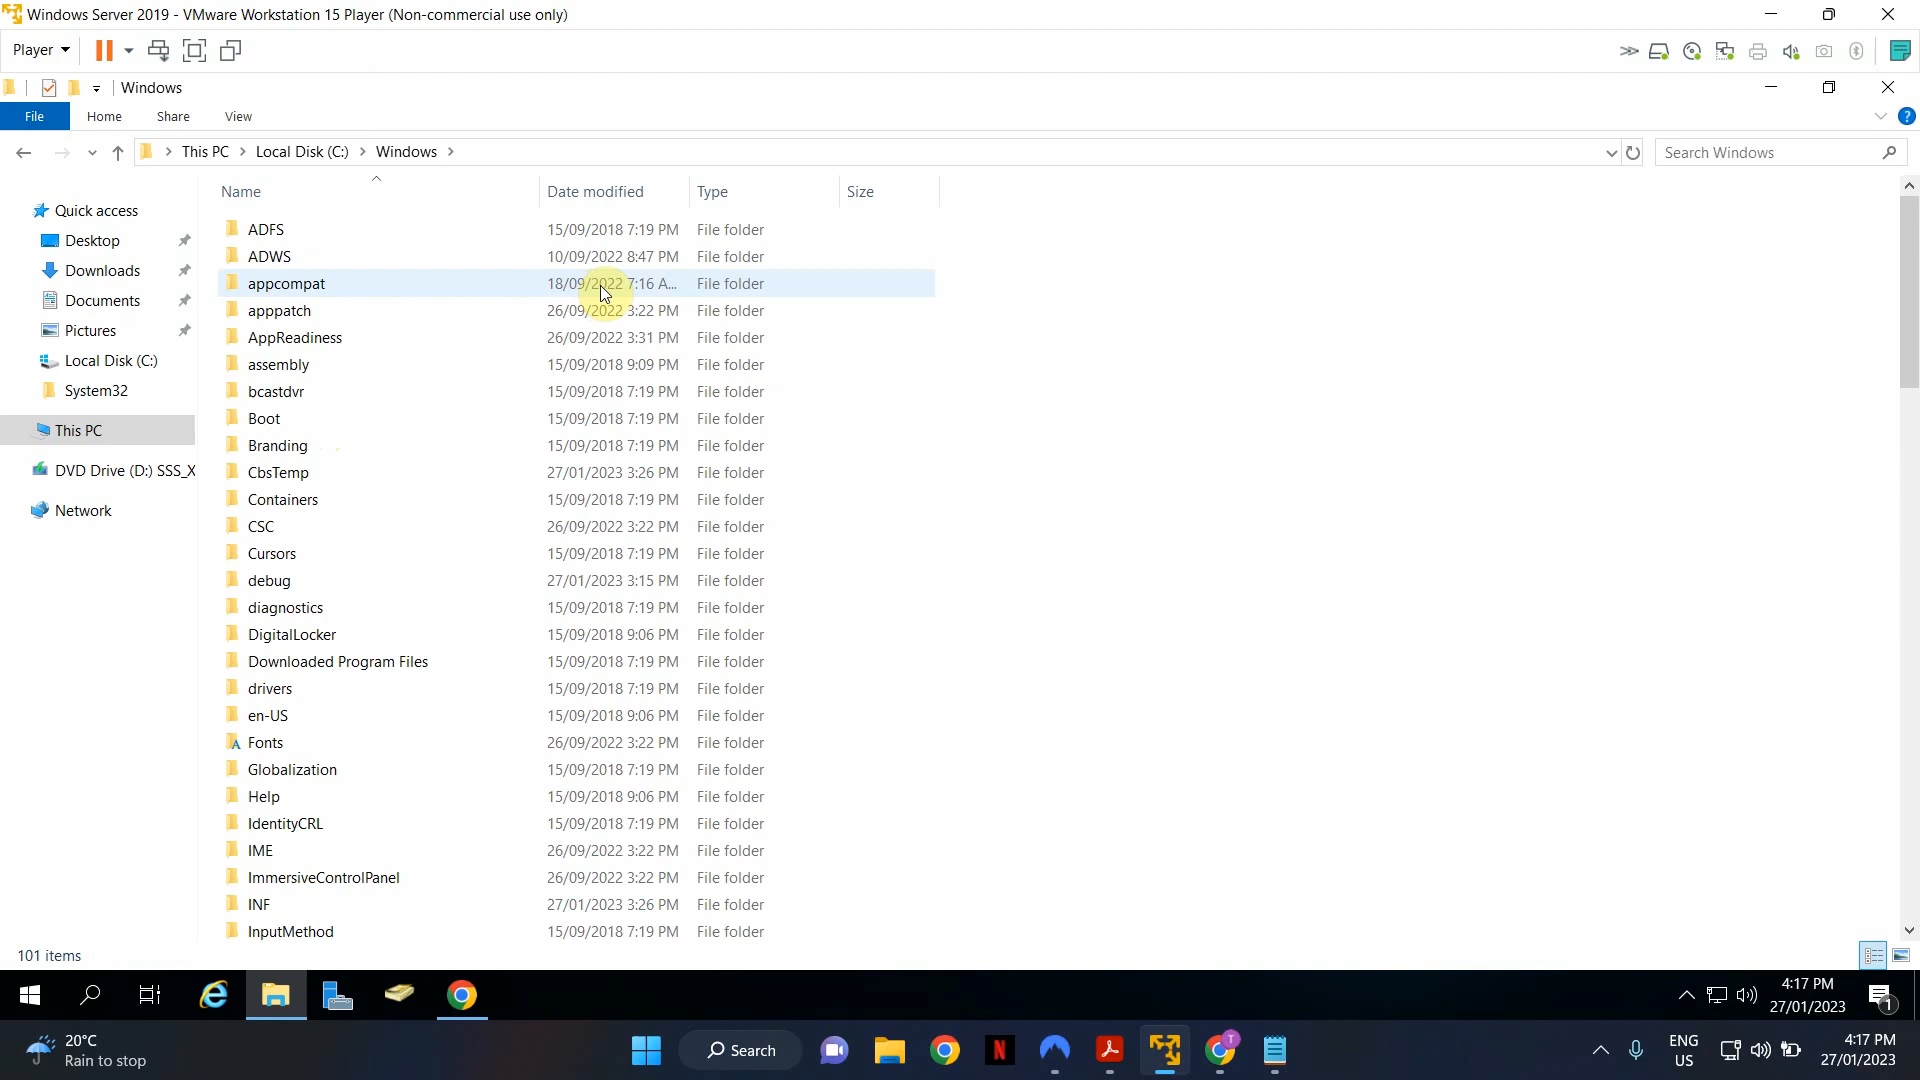 Windows Server 2019 - VMware Workstation 15 Player (Non-commercial use only)
Player
Windows
File Home Share View
This PC Local Disk (C:) Windows
Search Windows
Name Date modified Type Size
Quick access
Desktop
Downloads
Documents
Pictures
Local Disk (C:)
System32
This PC
DVD Drive (D:) SSS_X
Network
ADFS 15/09/2018 7:19 PM File folder
ADWS 10/09/2022 8:47 PM File folder
appcompat 18/09/2022 7:16 A... File folder
apppatch 26/09/2022 3:22 PM File folder
AppReadiness 26/09/2022 3:31 PM File folder
assembly 15/09/2018 9:09 PM File folder
bcastdvr 15/09/2018 7:19 PM File folder
Boot 15/09/2018 7:19 PM File folder
Branding 15/09/2018 7:19 PM File folder
CbsTemp 27/01/2023 3:26 PM File folder
Containers 15/09/2018 7:19 PM File folder
CSC 26/09/2022 3:22 PM File folder
Cursors 15/09/2018 7:19 PM File folder
debug 27/01/2023 3:15 PM File folder
diagnostics 15/09/2018 7:19 PM File folder
DigitalLocker 15/09/2018 9:06 PM File folder
Downloaded Program Files 15/09/2018 7:19 PM File folder
drivers 15/09/2018 7:19 PM File folder
en-US 15/09/2018 9:06 PM File folder
Fonts 26/09/2022 3:22 PM File folder
Globalization 15/09/2018 7:19 PM File folder
Help 15/09/2018 9:06 PM File folder
IdentityCRL 15/09/2018 7:19 PM File folder
IME 26/09/2022 3:22 PM File folder
ImmersiveControlPanel 26/09/2022 3:22 PM File folder
INF 27/01/2023 3:26 PM File folder
InputMethod 15/09/2018 7:19 PM File folder
101 items
4:17 PM
27/01/2023
1
20°C
Rain to stop
Search
N
T
ENG
US
4:17 PM
27/01/2023